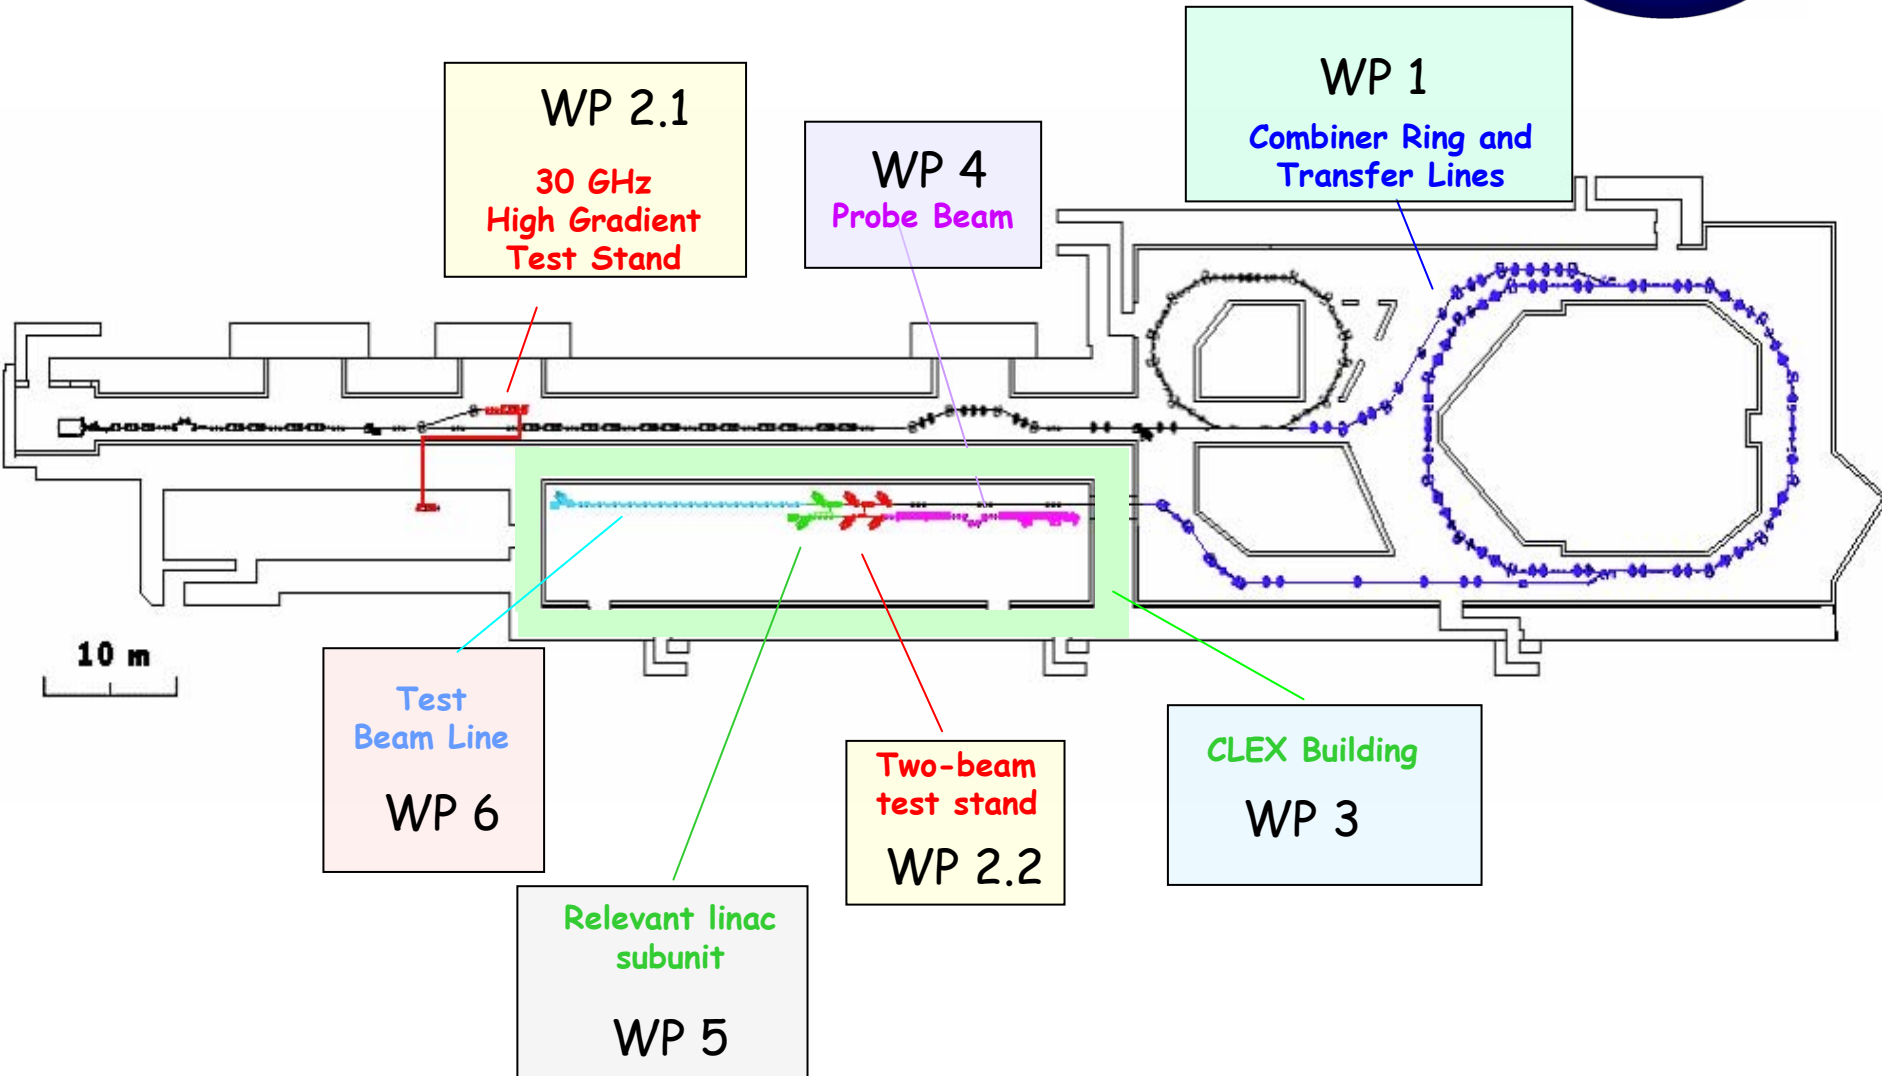 WP 2.1
30 GHz
High Gradient
Test Stand
WP 4
Probe Beam
WP 1
Combiner Ring and
Transfer Lines
10 m
Test
Beam Line
WP 6
Relevant linac
subunit
WP 5
Two-beam
test stand
WP 2.2
CLEX Building
WP 3